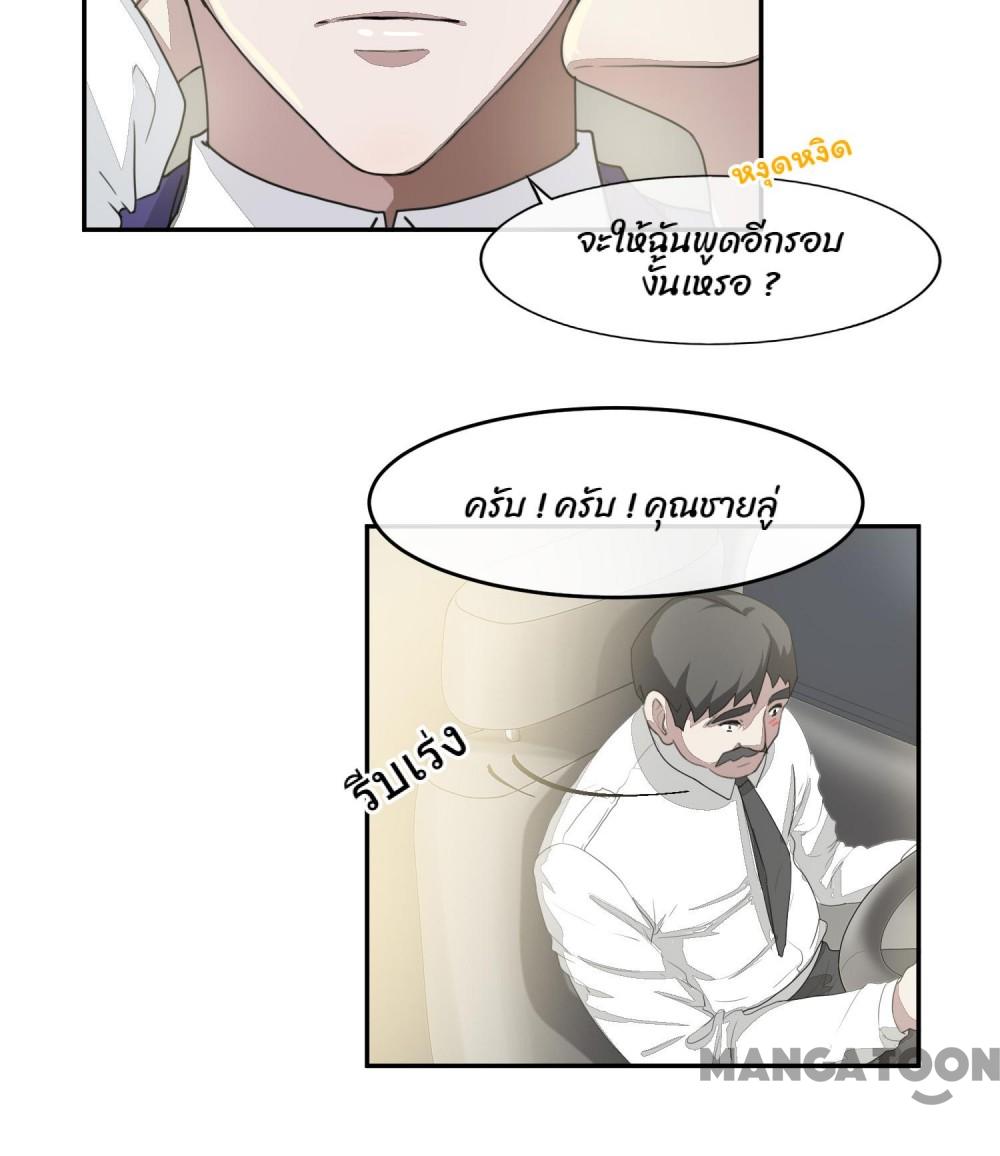 หงุดหงิด
จะให้ฉันพูดอีกรอบ
งั้นเหรอ ?
ครับ ! ครับ ! คุณชายลู่
รีบเร่ง
MANGATOON